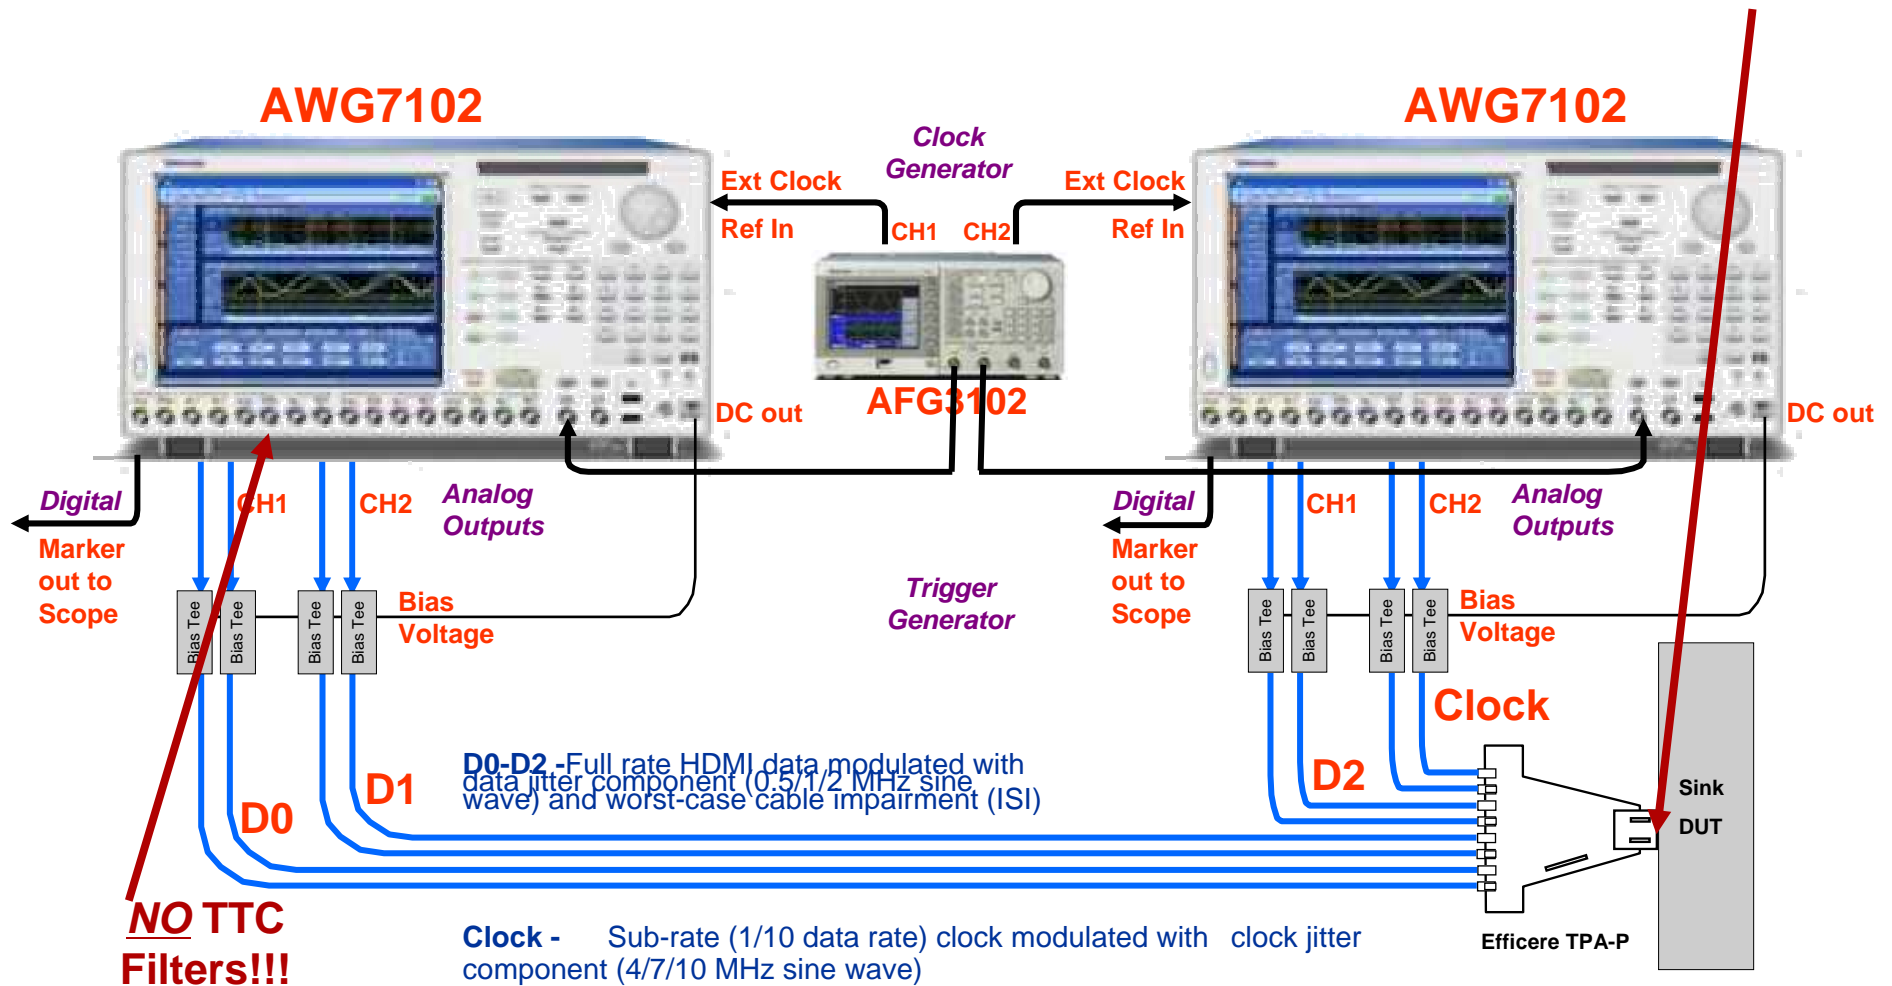 AWG7102
AWG7102
Clock
Generator
Ext Clock
Ref In
CH1
CH2
Ext Clock
Ref In
AFG3102
DC out
DC out
Digital
Marker
out to
Scope
CH1
CH2
Analog
Outputs
Digital
Marker
out to
Scope
CH1
CH2
Analog
Outputs
Trigger
Generator
Bias Tee
Bias Tee
Bias Tee
Bias Tee
Bias
Voltage
Bias Tee
Bias Tee
Bias Tee
Bias Tee
Bias
Voltage
Clock
D0
D1
D2
D0-D2 -Full rate HDMI data modulated with
data jitter component (0.5/1/2 MHz sine
wave) and worst-case cable impairment (ISI)
Sink
DUT
NO TTC
Filters!!!
Clock - Sub-rate (1/10 data rate) clock modulated with clock jitter
component (4/7/10 MHz sine wave)
Efficere TPA-P